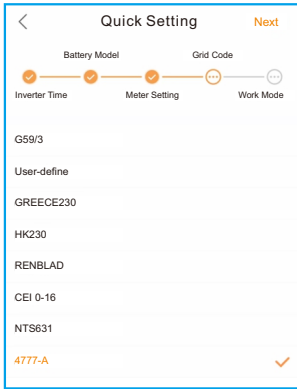 Quick Setting Next
Battery Model Grid Code
Inverter Time Meter Setting Work Mode
G59/3
User-define
GREECE230
HK230
RENBLAD
CEI 0-16
NTS631
4777-A